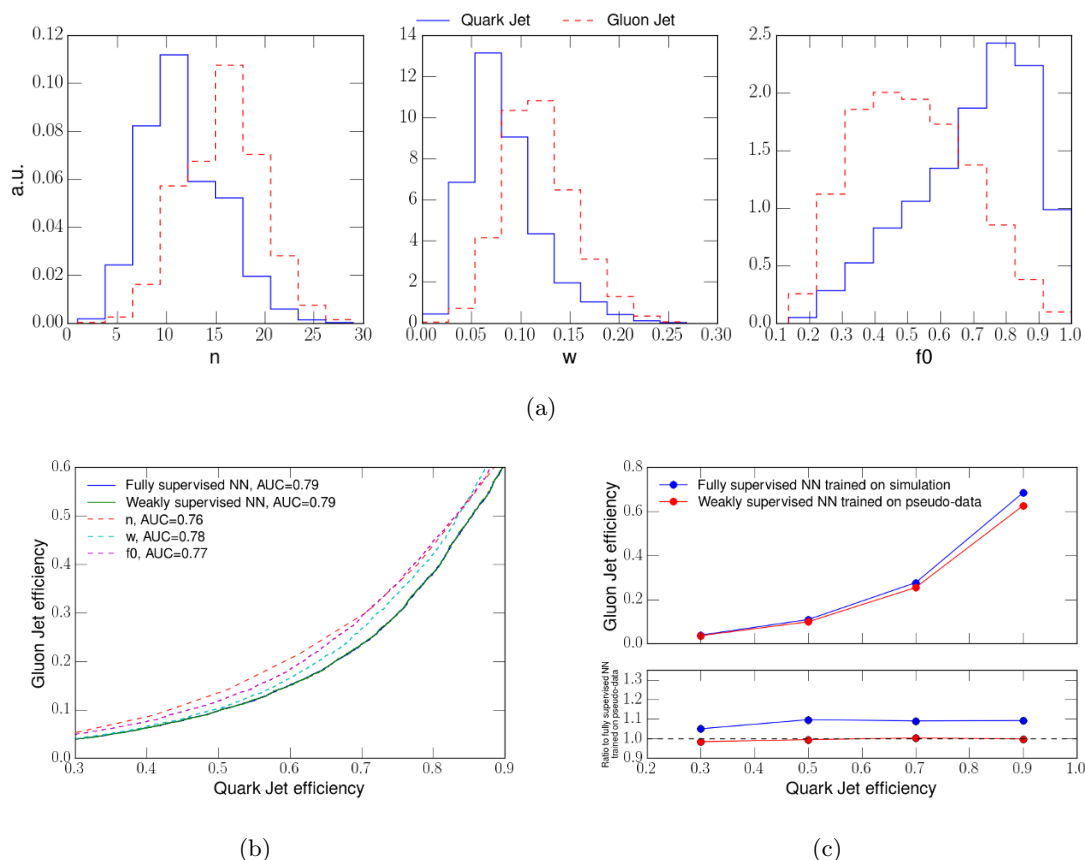 Quark Jet Gluon Jet
0.12
0.10
0.08
0.06
0.04
0.02
0.00
a.u.
0 5 10 15 20 25 30
n
14
12
10
8
6
4
2
0
0.00 0.05 0.10 0.15 0.20 0.25 0.30
w
2.5
2.0
1.5
1.0
0.5
0.0
0.1 0.2 0.3 0.4 0.5 0.6 0.7 0.8 0.9 1.0
f0
(a)
0.6
0.5
0.4
0.3
0.2
0.1
0.0
Gluon Jet efficiency
Fully supervised NN, AUC=0.79
Weakly supervised NN, AUC=0.79
n, AUC=0.76
w, AUC=0.78
f0, AUC=0.77
0.3 0.4 0.5 0.6 0.7 0.8 0.9
Quark Jet efficiency
(b)
0.8
0.6
0.4
0.2
0.0
Gluon Jet efficiency
Fully supervised NN trained on simulation
Weakly supervised NN trained on pseudo-data
1.3
1.2
1.1
1.0
0.9
Ratio to fully supervised NN
trained on pseudo-data
0.2 0.3 0.4 0.5 0.6 0.7 0.8 0.9 1.0
Quark Jet efficiency
(c)